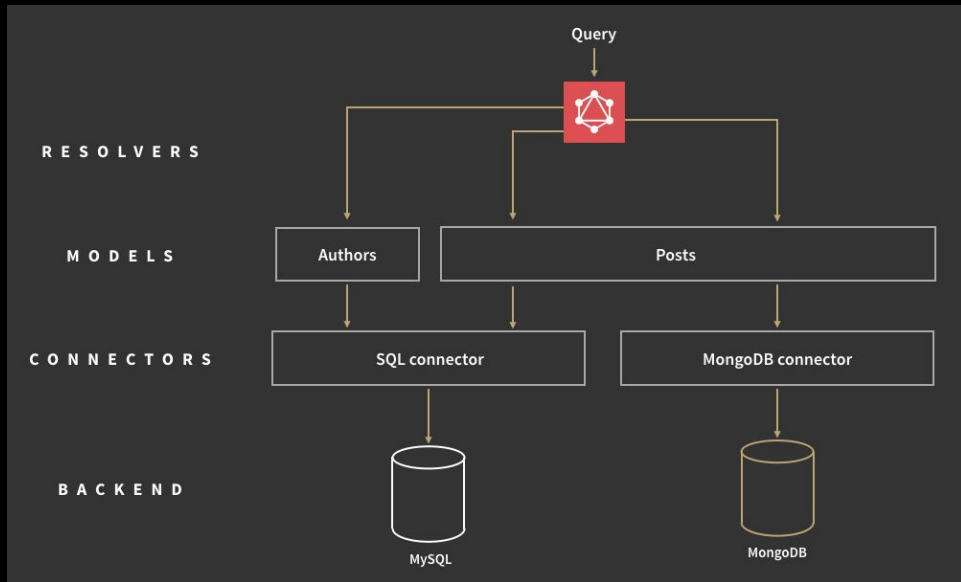 Query
RESOLVERS
MODELS
Authors
Posts
CONNECTORS
SQL connector
MongoDB connector
BACKEND
MySQL
MongoDB